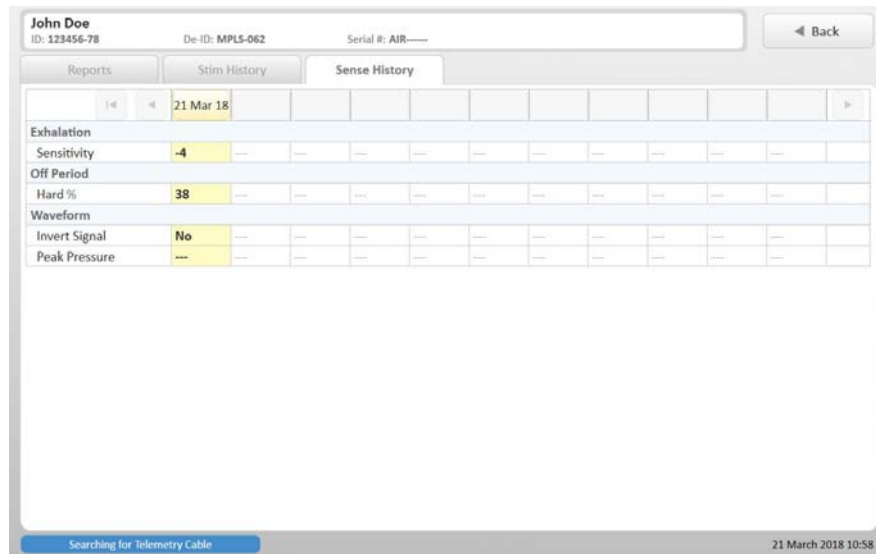 John Doe
ID: 123456-78 De-ID: MPLS-062 Serial #: AIR------
Back
Reports Stim History Sense History
21 Mar 18
Exhalation
Sensitivity -4 --- --- --- --- --- --- --- --- --- ---
Off Period
Hard % 38 --- --- --- --- --- --- --- --- --- ---
Waveform
Invert Signal No --- --- --- --- --- --- --- --- --- ---
Peak Pressure --- --- --- --- --- --- --- --- --- --- ---
Searching for Telemetry Cable 21 March 2018 10:58